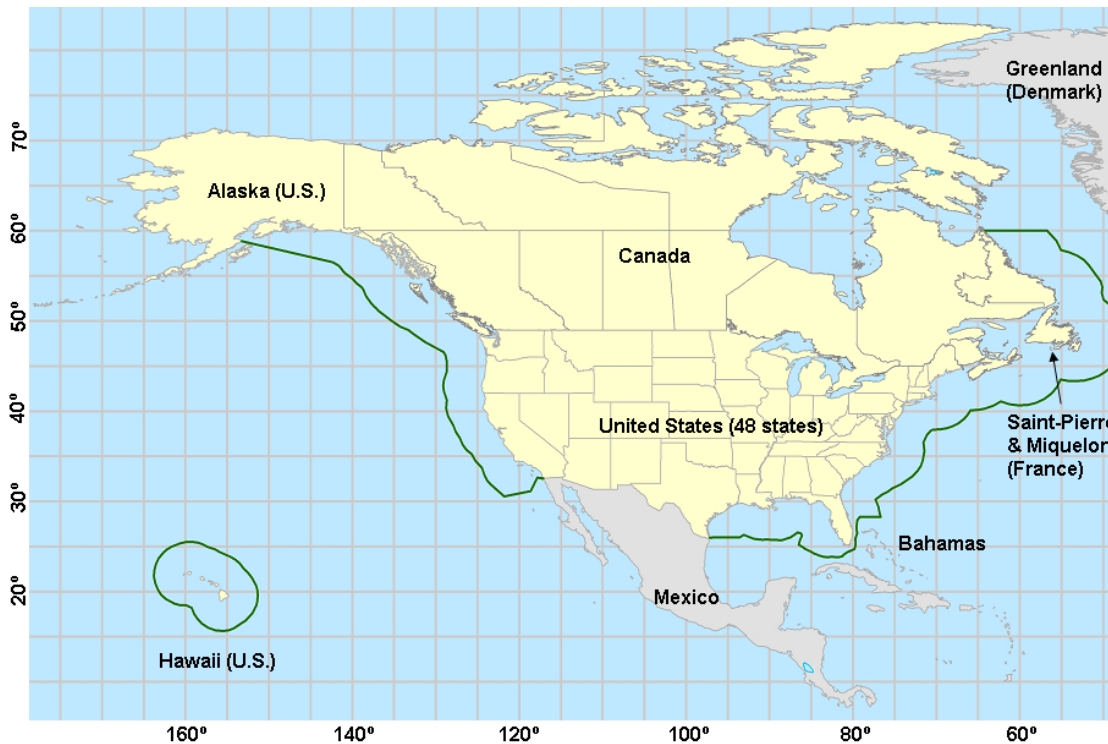 Greenland
(Denmark)
Alaska (U.S.)
Canada
United States (48 states)
Saint-Pierre
& Miquelon
(France)
Bahamas
Mexico
Hawaii (U.S.)
70°
60°
50°
40°
30°
20°
160°
140°
120°
100°
80°
60°